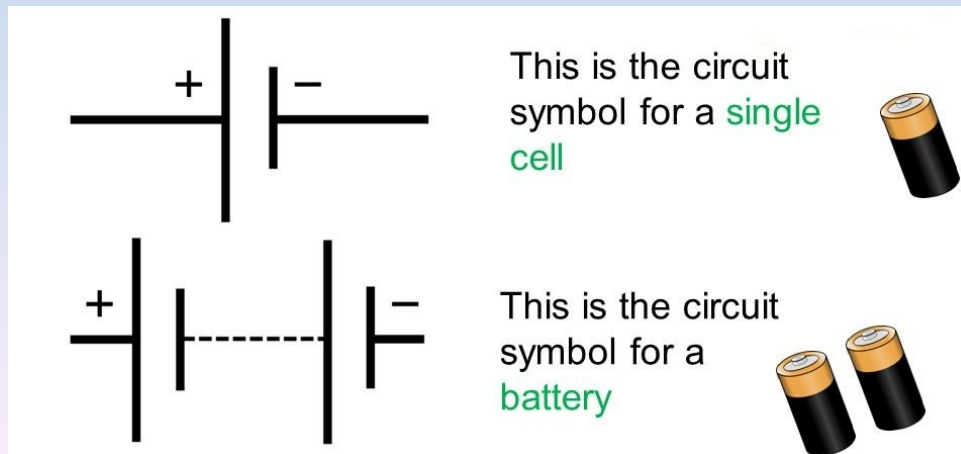 + −
This is the circuit
symbol for a single
cell
+ −
This is the circuit
symbol for a
battery